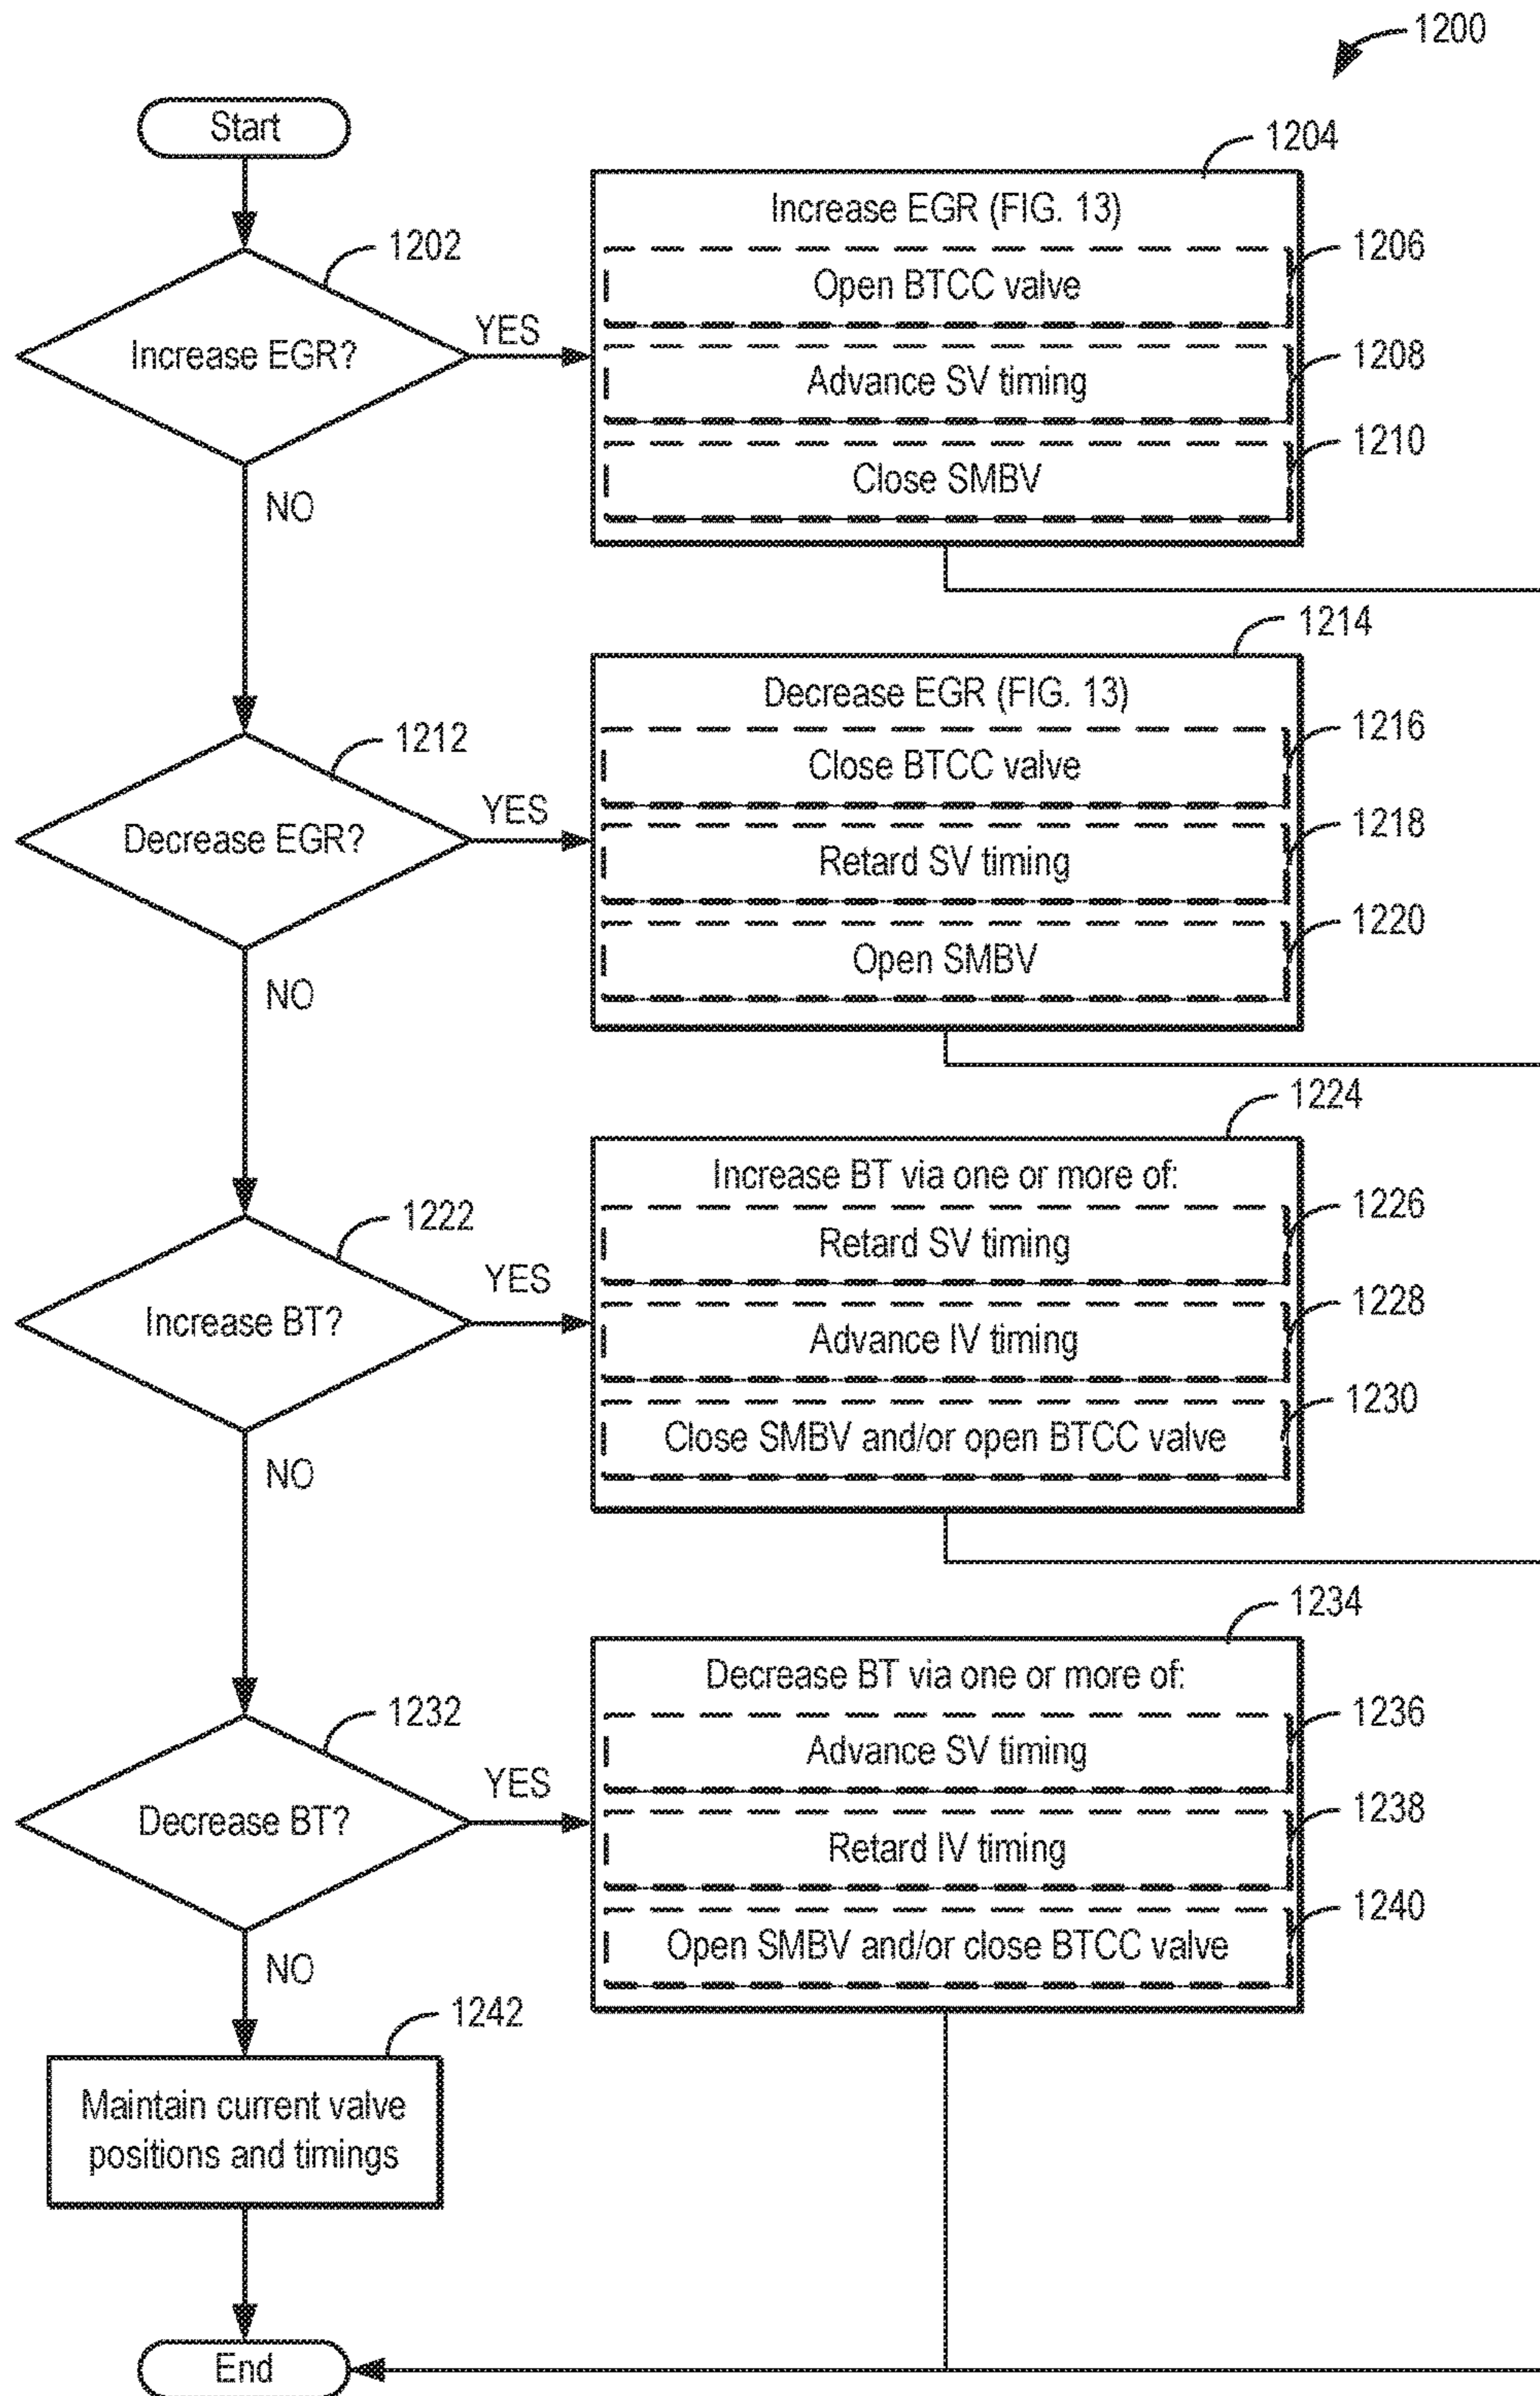 1200
Start
1204
Increase EGR (FIG. 13)
1202
1206
Open BTCC valve
YES
Increase EGR?
1208
Advance SV timing
1210
Close SMBV
NO
1214
Decrease EGR (FIG. 13)
1212
1216
Close BTCC valve
YES
Decrease EGR?
1218
Retard SV timing
1220
Open SMBV
NO
1224
Increase BT via one or more of:
1222
1226
Retard SV timing
YES
Increase BT?
1228
Advance IV timing
1230
Close SMBV and/or open BTCC valve
NO
1234
Decrease BT via one or more of:
1232
1236
Advance SV timing
YES
Decrease BT?
1238
Retard IV timing
1240
Open SMBV and/or close BTCC valve
NO
1242
Maintain current valve
positions and timings
End